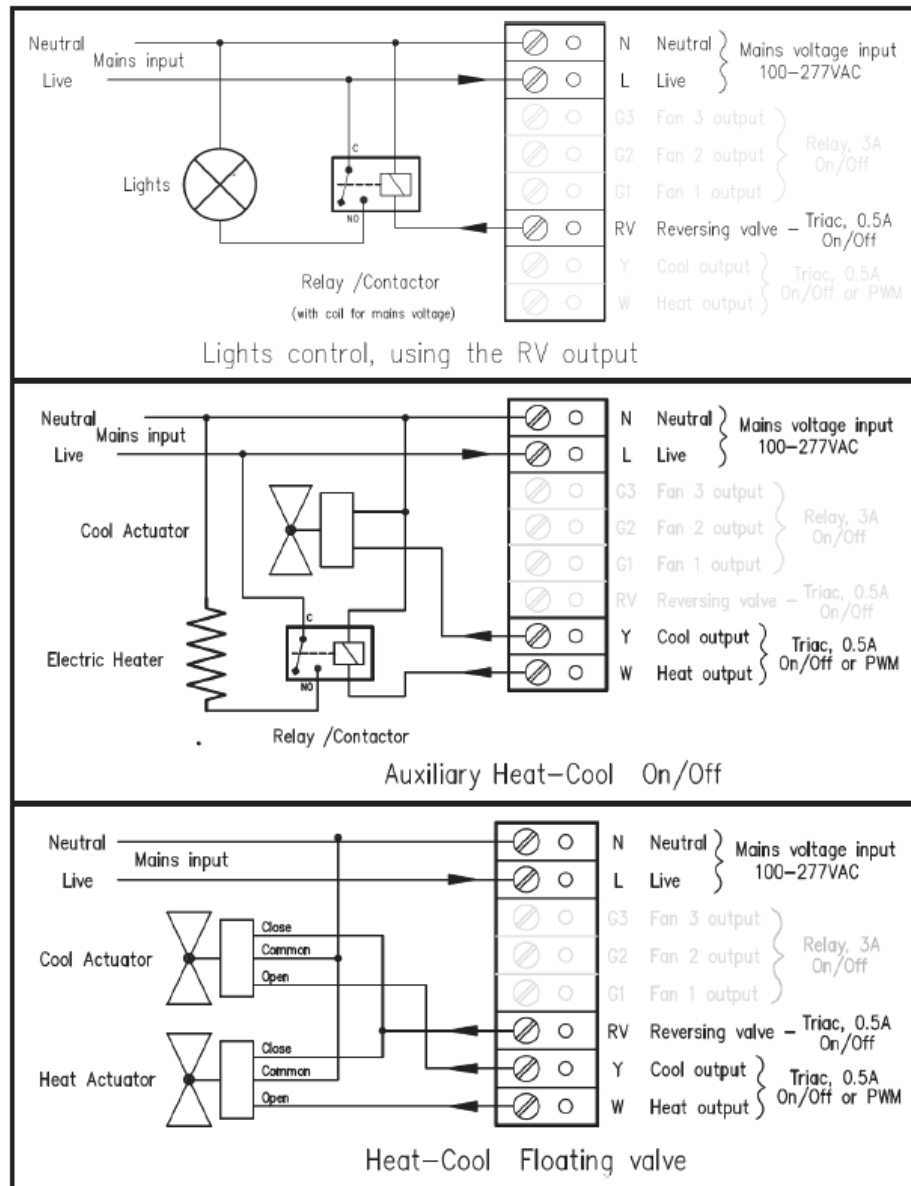 Neutral
Mains input
Live
Lights
C
NO
Relay /Contactor
(with coil for mains voltage)
N Neutral
L Live
Mains voltage input
100-277VAC
G3 Fan 3 output
G2 Fan 2 output
G1 Fan 1 output
Relay, 3A
On/Off
RV Reversing valve – Triac, 0.5A
On/Off
Y Cool output
W Heat output
Triac, 0.5A
On/Off or PWM
Lights control, using the RV output
Neutral
Mains input
Live
Cool Actuator
Electric Heater
C
NO
Relay /Contactor
N Neutral
L Live
Mains voltage input
100-277VAC
G3 Fan 3 output
G2 Fan 2 output
G1 Fan 1 output
Relay, 3A
On/Off
RV Reversing valve – Triac, 0.5A
On/Off
Y Cool output
W Heat output
Triac, 0.5A
On/Off or PWM
Auxiliary Heat-Cool On/Off
Neutral
Mains input
Live
Cool Actuator
Close
Common
Open
Heat Actuator
Close
Common
Open
N Neutral
L Live
Mains voltage input
100-277VAC
G3 Fan 3 output
G2 Fan 2 output
G1 Fan 1 output
Relay, 3A
On/Off
RV Reversing valve – Triac, 0.5A
On/Off
Y Cool output
W Heat output
Triac, 0.5A
On/Off or PWM
Heat-Cool Floating valve